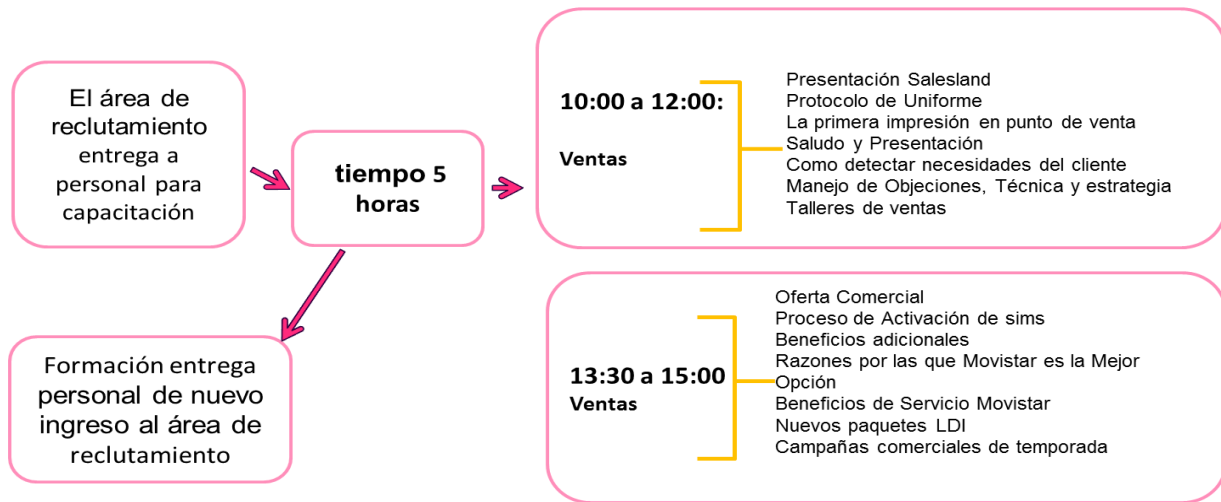 El área de
reclutamiento
entrega a
personal para
capacitación
tiempo 5
horas
10:00 a 12:00:
Ventas
Presentación Salesland
Protocolo de Uniforme
La primera impresión en punto de venta
Saludo y Presentación
Como detectar necesidades del cliente
Manejo de Objeciones, Técnica y estrategia
Talleres de ventas
Formación entrega
personal de nuevo
ingreso al área de
reclutamiento
13:30 a 15:00
Ventas
Oferta Comercial
Proceso de Activación de sims
Beneficios adicionales
Razones por las que Movistar es la Mejor
Opción
Beneficios de Servicio Movistar
Nuevos paquetes LDI
Campañas comerciales de temporada